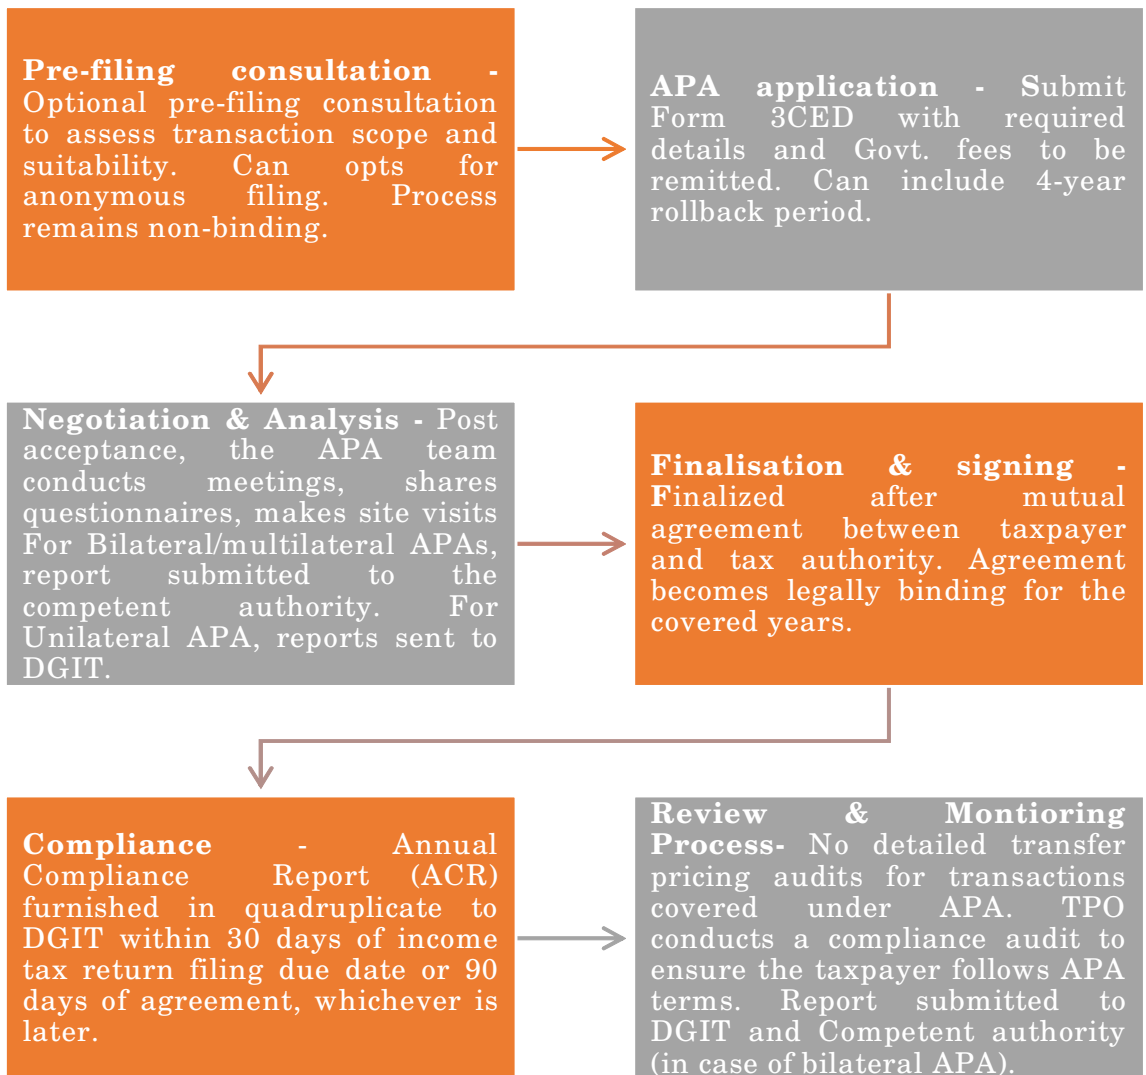 Pre-filing consultation -
Optional pre-filing consultation
to assess transaction scope and
suitability. Can opts for
anonymous filing. Process
remains non-binding.
APA application - Submit
Form 3CED with required
details and Govt. fees to be
remitted. Can include 4-year
rollback period.
Negotiation & Analysis - Post
acceptance, the APA team
conducts meetings, shares
questionnaires, makes site visits
For Bilateral/multilateral APAs,
report submitted to the
competent authority. For
Unilateral APA, reports sent to
DGIT.
Finalisation & signing -
Finalized after mutual
agreement between taxpayer
and tax authority. Agreement
becomes legally binding for the
covered years.
Compliance - Annual
Compliance Report (ACR)
furnished in quadruplicate to
DGIT within 30 days of income
tax return filing due date or 90
days of agreement, whichever is
later.
Review & Montioring
Process- No detailed transfer
pricing audits for transactions
covered under APA. TPO
conducts a compliance audit to
ensure the taxpayer follows APA
terms. Report submitted to
DGIT and Competent authority
(in case of bilateral APA).